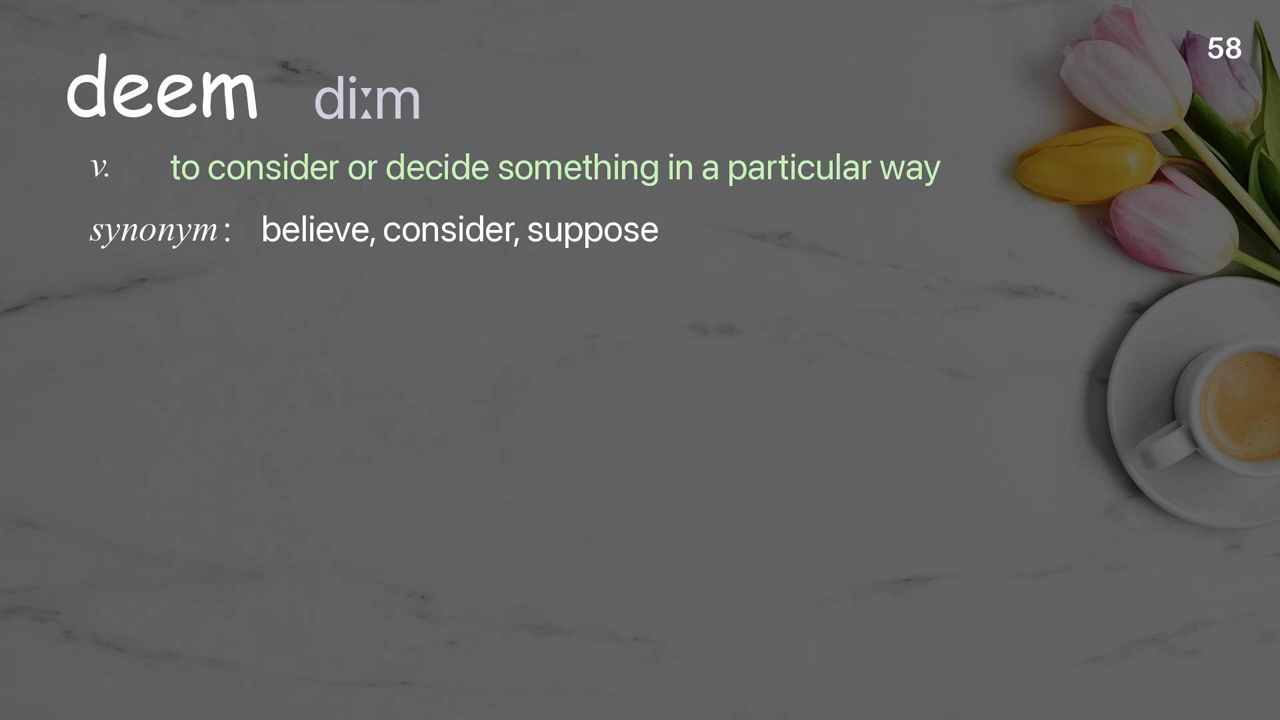 58
deem diːm
v. to consider or decide something in a particular way
synonym: believe, consider, suppose